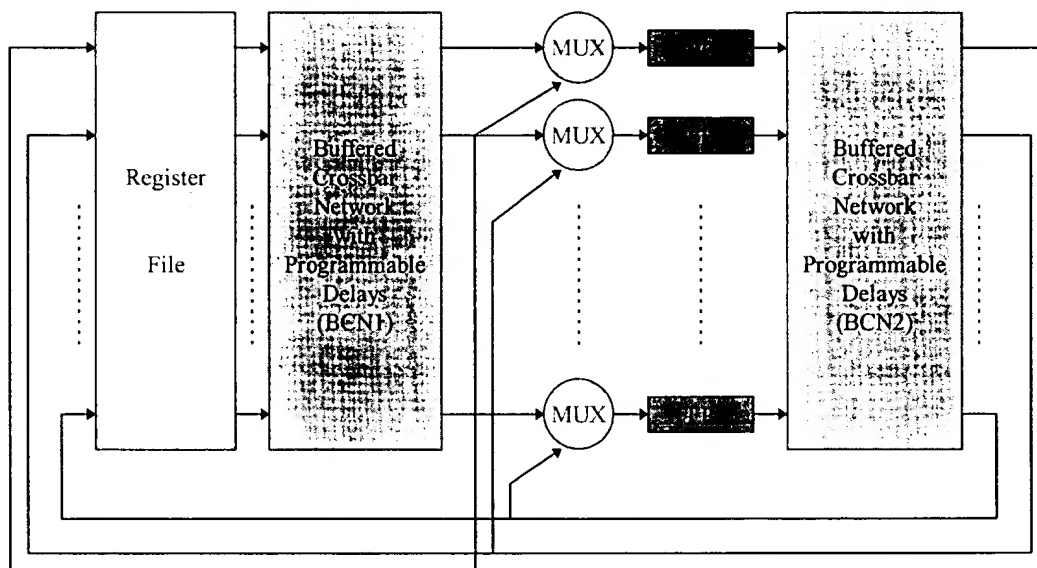 Register
File
Buffered
Crossbar
Network
with
Programmable
Delays
(BCN1)
MUX
MUX
MUX
Buffered
Crossbar
Network
with
Programmable
Delays
(BCN2)